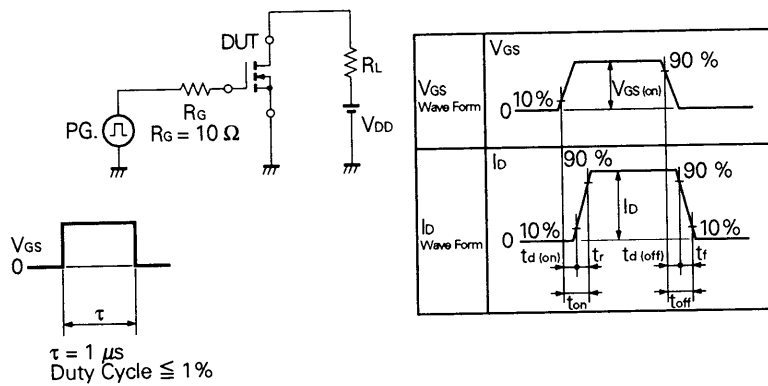 DUT
RL
RG
PG.
RG = 10 Ω
VDD
VGS
0
τ
τ = 1 μs
Duty Cycle ≦ 1%
VGS
Wave Form
VGS
90 %
VGS (on)
10%
0
ID
Wave Form
ID
90 %
90 %
ID
10%
10%
0
td (on)
tr
td (off)
tf
ton
toff